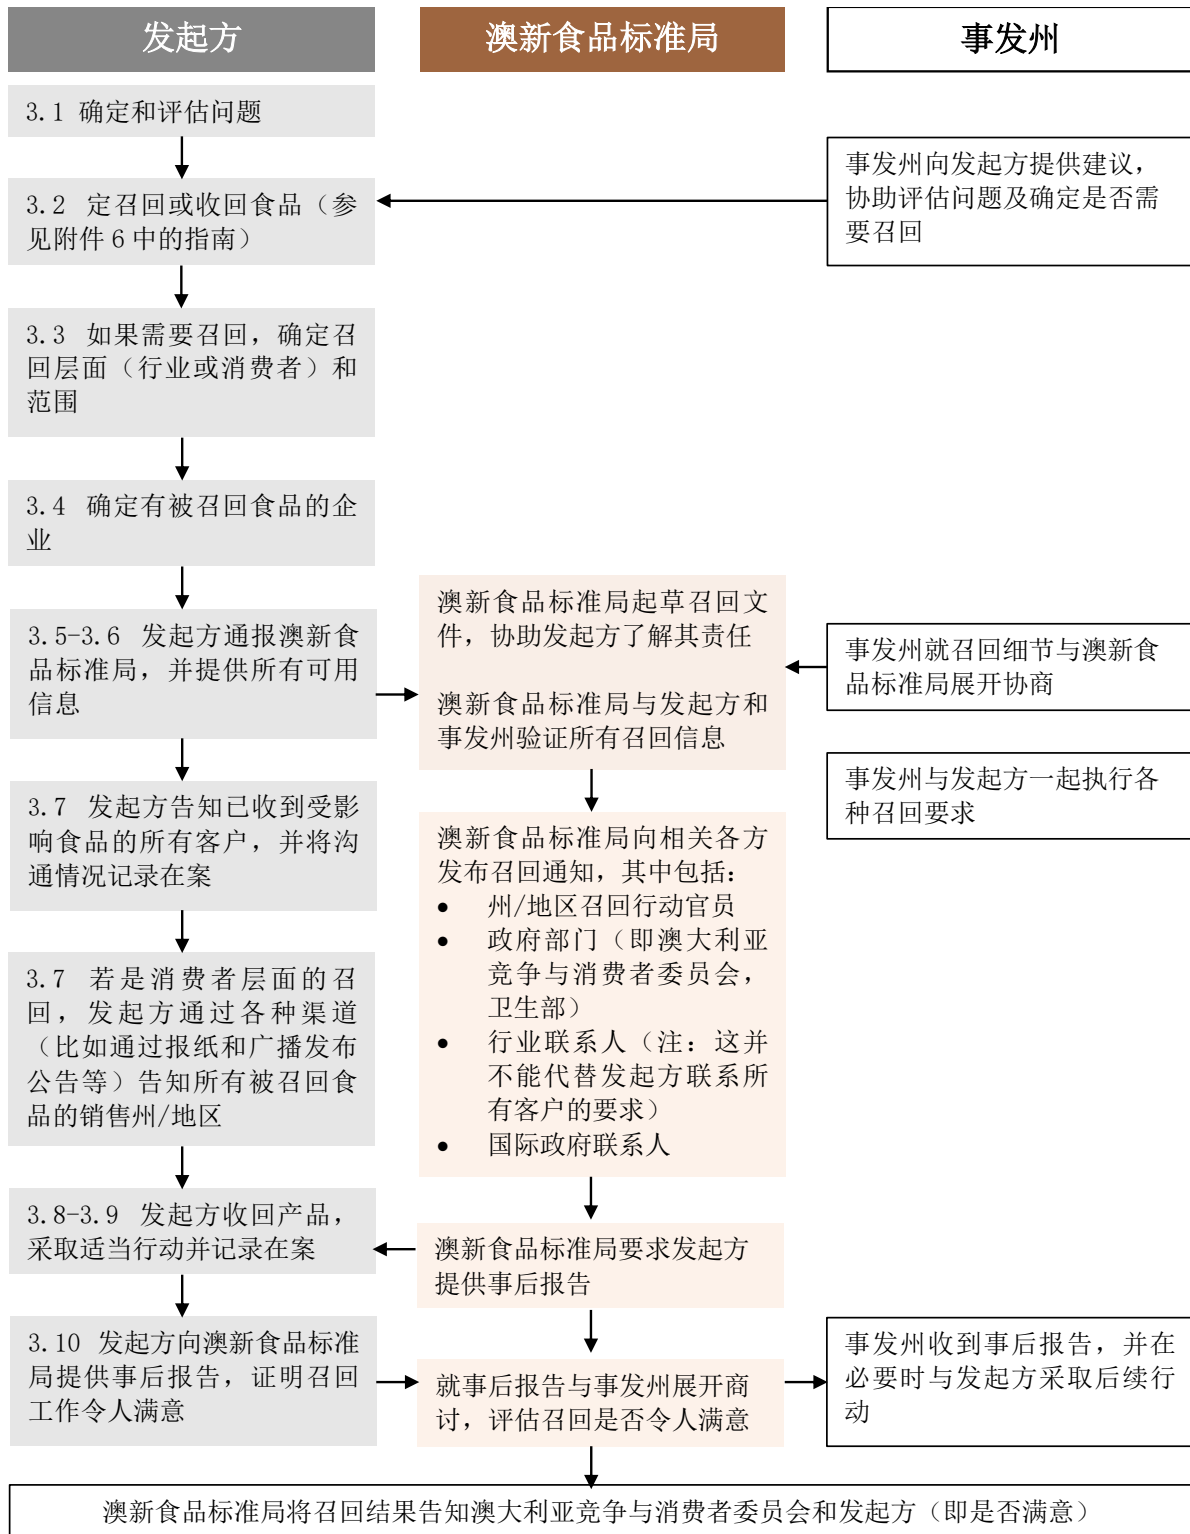 发起方
澳新食品标准局
事发州
3.1 确定和评估问题
事发州向发起方提供建议，
协助评估问题及确定是否需
要召回
3.2 定召回或收回食品（参
见附件 6 中的指南）
3.3 如果需要召回，确定召
回层面（行业或消费者）和
范围
3.4 确定有被召回食品的企
业
3.5-3.6 发起方通报澳新食
品标准局，并提供所有可用
信息
澳新食品标准局起草召回文
件，协助发起方了解其责任
澳新食品标准局与发起方和
事发州验证所有召回信息
事发州就召回细节与澳新食
品标准局展开协商
事发州与发起方一起执行各
种召回要求
3.7 发起方告知已收到受影
响食品的所有客户，并将沟
通情况记录在案
澳新食品标准局向相关各方
发布召回通知，其中包括：
• 州/地区召回行动官员
• 政府部门（即澳大利亚
竞争与消费者委员会，
卫生部）
• 行业联系人（注：这并
不能代替发起方联系所
有客户的要求）
• 国际政府联系人
3.7 若是消费者层面的召
回，发起方通过各种渠道
（比如通过报纸和广播发布
公告等）告知所有被召回食
品的销售州/地区
3.8-3.9 发起方收回产品，
采取适当行动并记录在案
澳新食品标准局要求发起方
提供事后报告
3.10 发起方向澳新食品标准
局提供事后报告，证明召回
工作令人满意
就事后报告与事发州展开商
讨，评估召回是否令人满意
事发州收到事后报告，并在
必要时与发起方采取后续行
动
澳新食品标准局将召回结果告知澳大利亚竞争与消费者委员会和发起方（即是否满意）